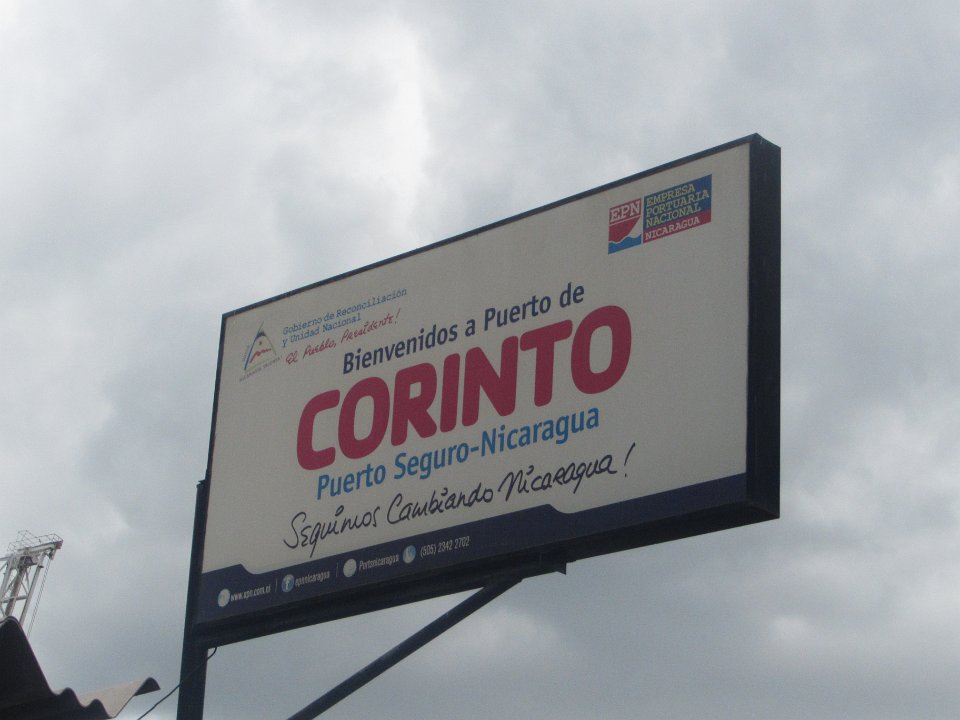 EPN
EMPRESA
PORTUARIA
NACIONAL
NICARAGUA
Gobierno de Reconciliación
y Unidad Nacional
El Pueblo, Presidente!
Bienvenidos a Puerto de
CORINTO
Puerto Seguro-Nicaragua
Seguimos Cambiando Nicaragua!
www.epn.com.ni
epnnicaragua
Portsnicaragua
(505) 2342 2702